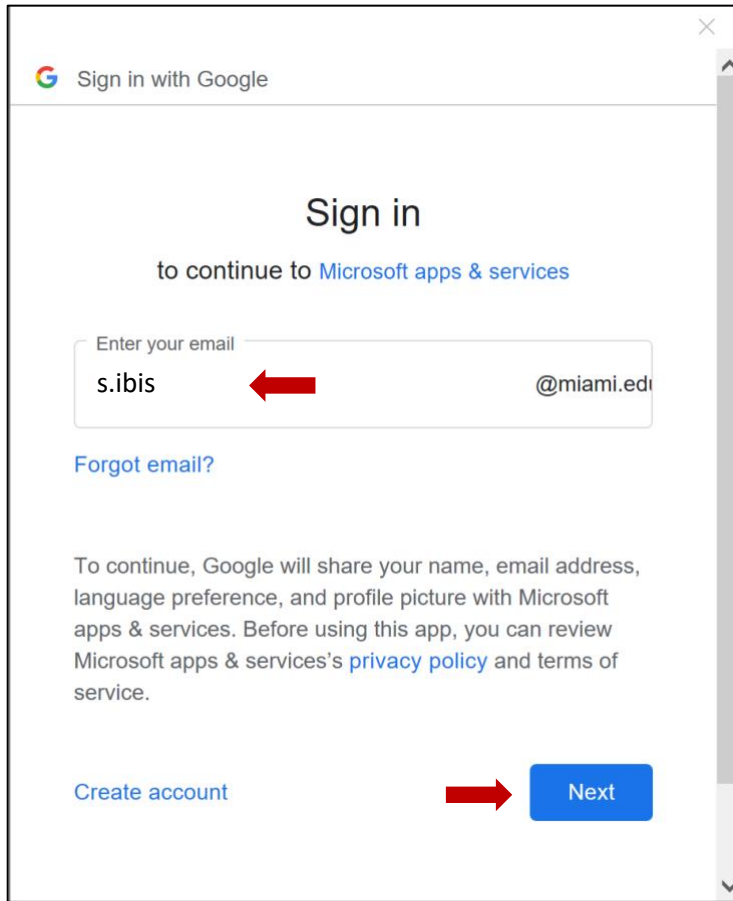 Sign in with Google
Sign in
to continue to Microsoft apps & services
Enter your email
s.ibis @miami.edu
Forgot email?
To continue, Google will share your name, email address,
language preference, and profile picture with Microsoft
apps & services. Before using this app, you can review
Microsoft apps & services's privacy policy and terms of
service.
Create account Next